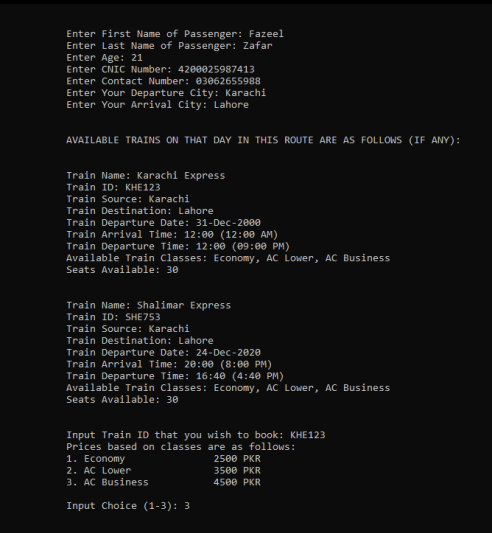 Enter First Name of Passenger: Fazeel
Enter Last Name of Passenger: Zafar
Enter Age: 21
Enter CNIC Number: 4200025987413
Enter Contact Number: 03062655988
Enter Your Departure City: Karachi
Enter Your Arrival City: Lahore
AVAILABLE TRAINS ON THAT DAY IN THIS ROUTE ARE AS FOLLOWS (IF ANY):
Train Name: Karachi Express
Train ID: KHE123
Train Source: Karachi
Train Destination: Lahore
Train Departure Date: 31-Dec-2000
Train Arrival Time: 12:00 (12:00 AM)
Train Departure Time: 12:00 (09:00 PM)
Available Train Classes: Economy, AC Lower, AC Business
Seats Available: 30
Train Name: Shalimar Express
Train ID: SHE753
Train Source: Karachi
Train Destination: Lahore
Train Departure Date: 24-Dec-2020
Train Arrival Time: 20:00 (8:00 PM)
Train Departure Time: 16:40 (4:40 PM)
Available Train Classes: Economy, AC Lower, AC Business
Seats Available: 30
Input Train ID that you wish to book: KHE123
Prices based on classes are as follows:
1. Economy 2500 PKR
2. AC Lower 3500 PKR
3. AC Business 4500 PKR
Input Choice (1-3): 3